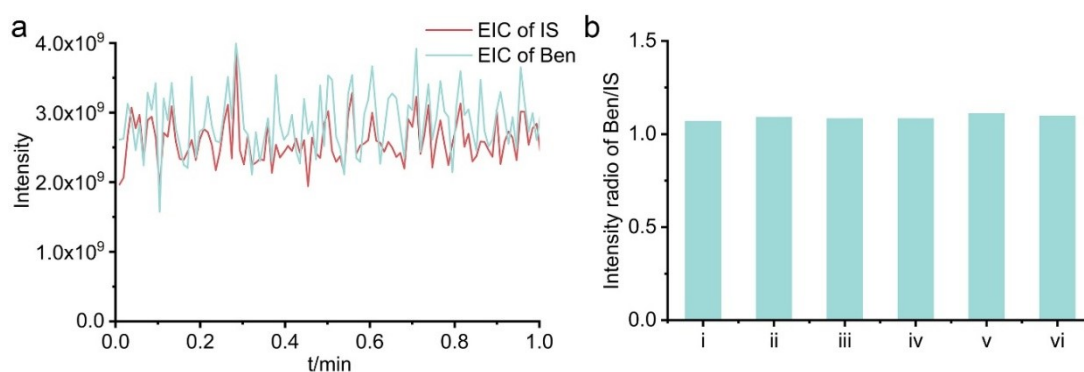 a
EIC of IS
EIC of Ben
4.0x10⁹
3.0x10⁹
2.0x10⁹
1.0x10⁹
0.0
Intensity
0.0 0.2 0.4 0.6 0.8 1.0
t/min
b
1.5
1.0
0.5
0.0
Intensity radio of Ben/IS
i ii iii iv v vi